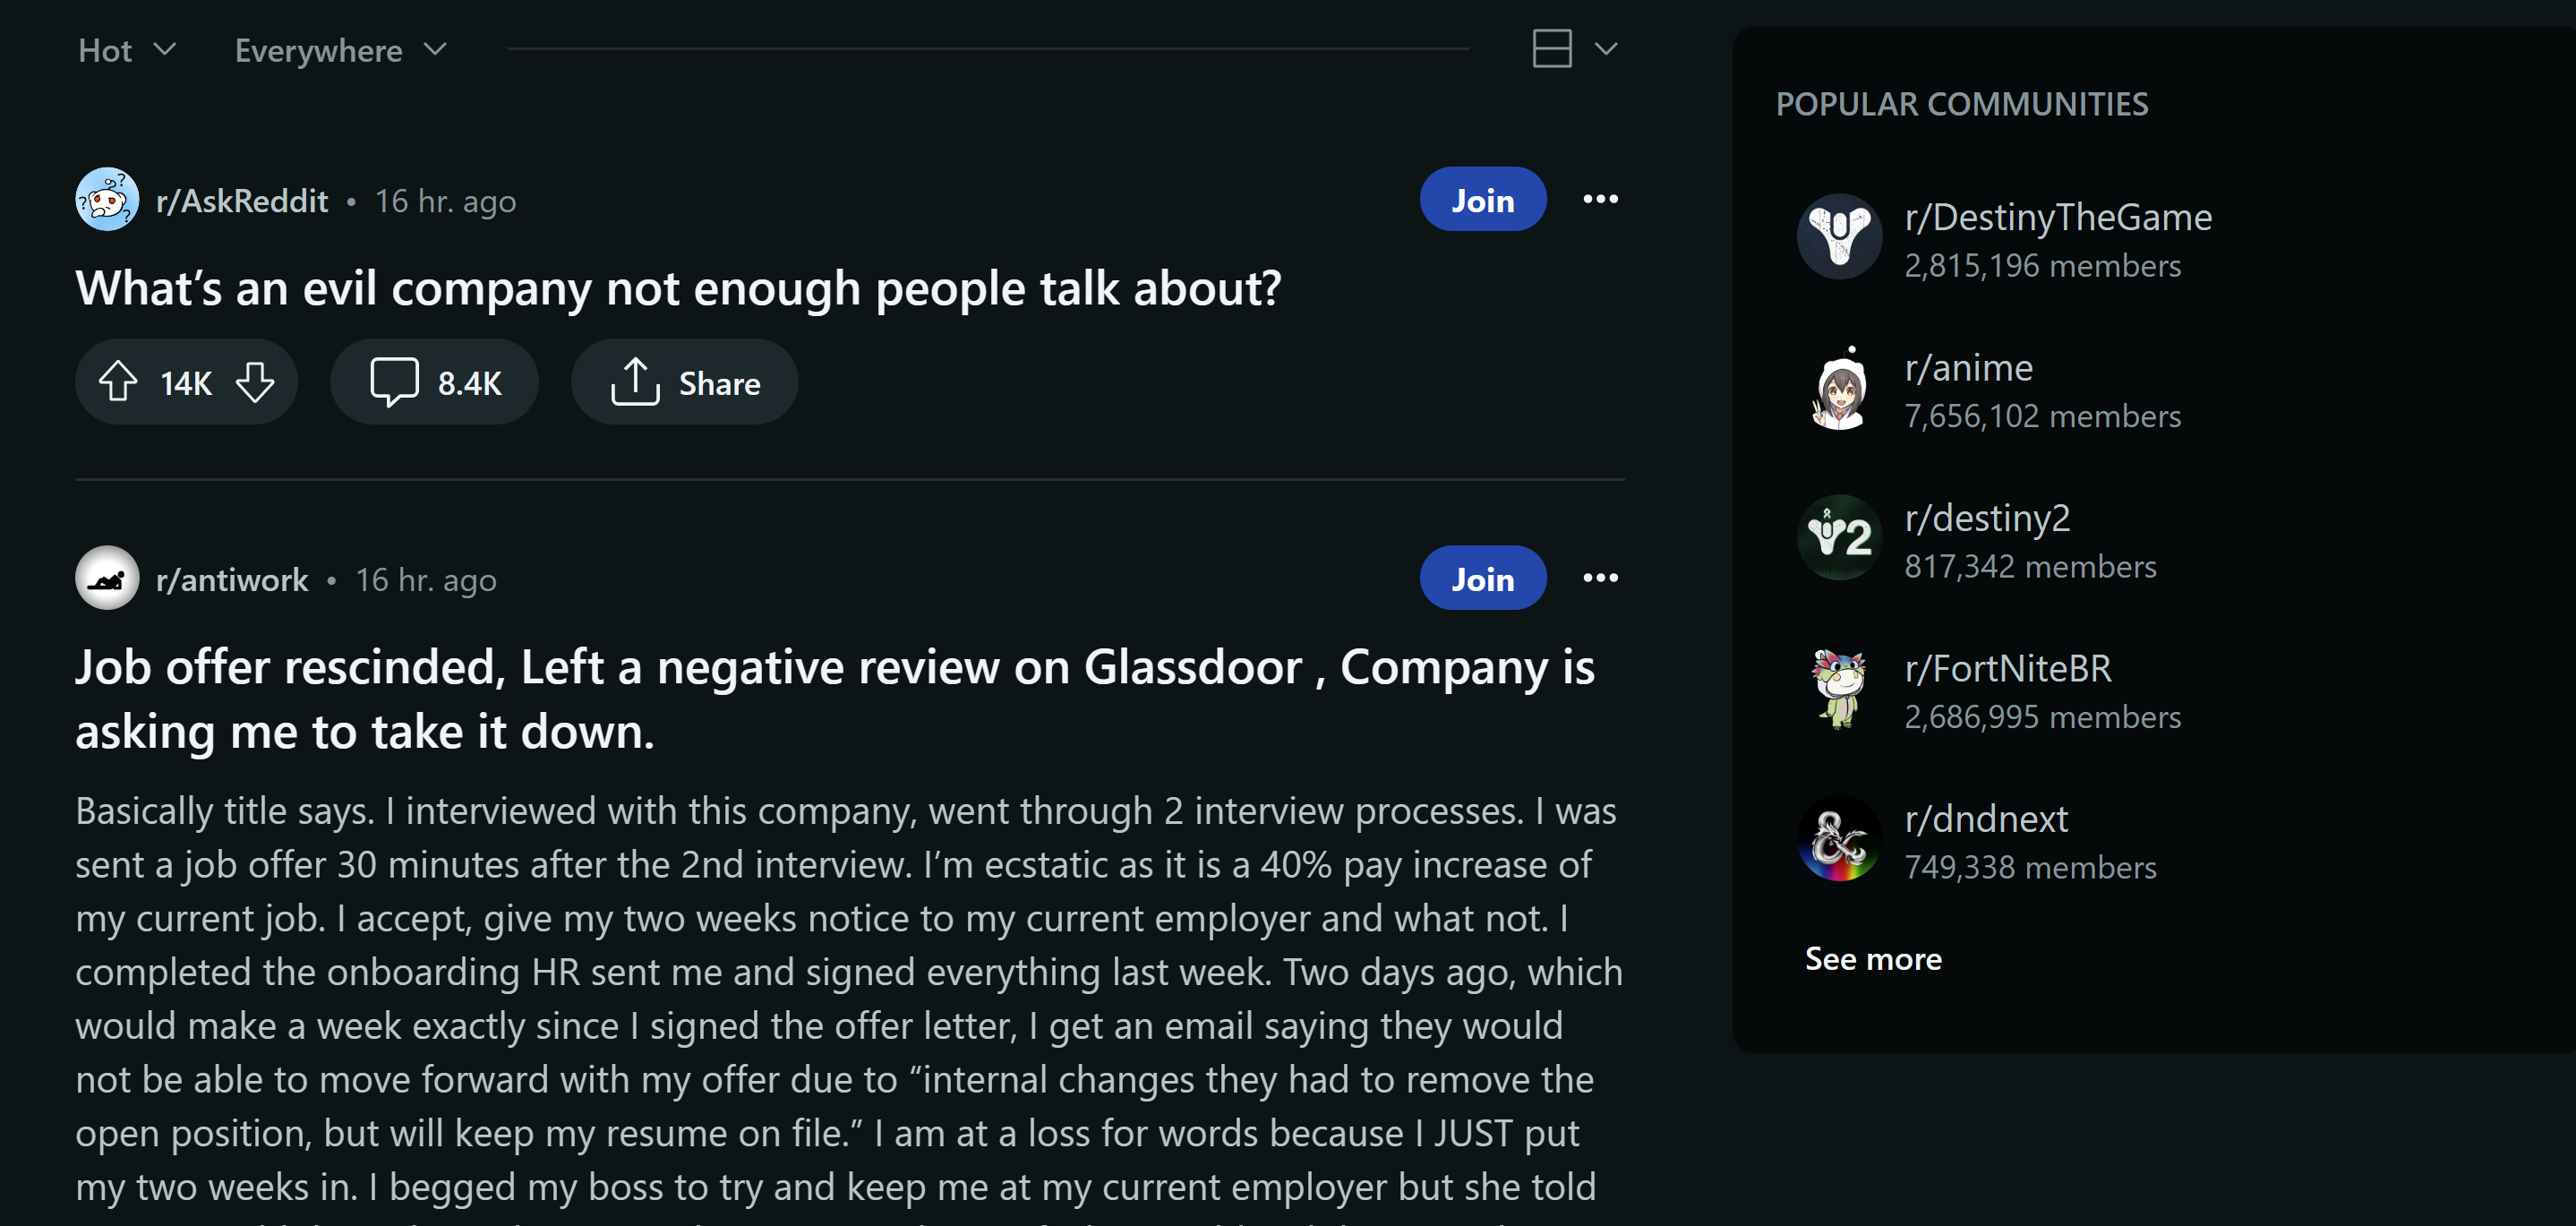 Hot
Everywhere
r/AskReddit • 16 hr. ago
Join
What’s an evil company not enough people talk about?
14K
8.4K
Share
r/antiwork • 16 hr. ago
Join
Job offer rescinded, Left a negative review on Glassdoor , Company is
asking me to take it down.
Basically title says. I interviewed with this company, went through 2 interview processes. I was
sent a job offer 30 minutes after the 2nd interview. I’m ecstatic as it is a 40% pay increase of
my current job. I accept, give my two weeks notice to my current employer and what not. I
completed the onboarding HR sent me and signed everything last week. Two days ago, which
would make a week exactly since I signed the offer letter, I get an email saying they would
not be able to move forward with my offer due to “internal changes they had to remove the
open position, but will keep my resume on file.” I am at a loss for words because I JUST put
my two weeks in. I begged my boss to try and keep me at my current employer but she told
POPULAR COMMUNITIES
r/DestinyTheGame
2,815,196 members
r/anime
7,656,102 members
r/destiny2
817,342 members
r/FortNiteBR
2,686,995 members
r/dndnext
749,338 members
See more